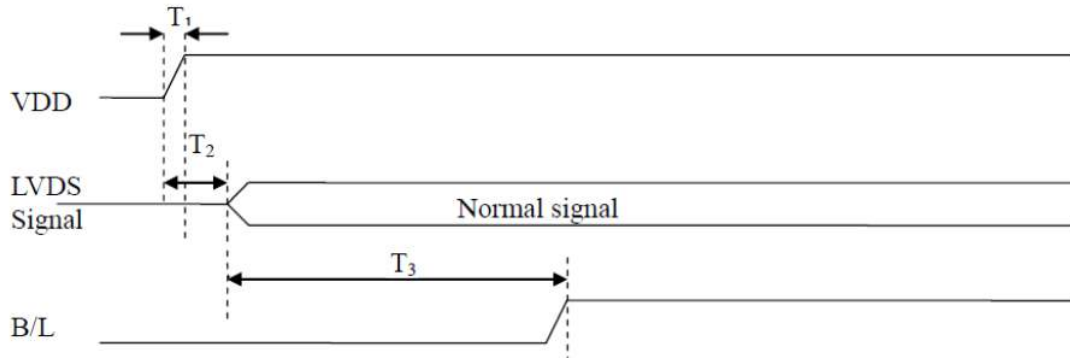 T₁
VDD
T₂
LVDS
Signal
Normal signal
T₃
B/L